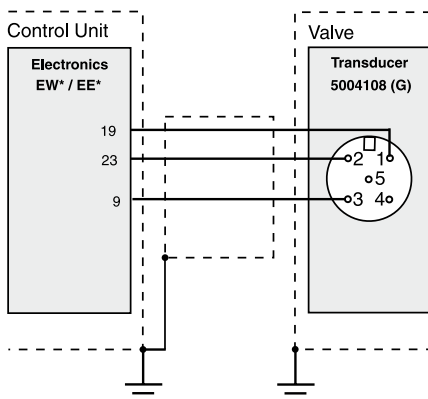 Control Unit
Valve
Electronics
EW* / EE*
Transducer
5004108 (G)
19
23
9
2 1
5
3 4